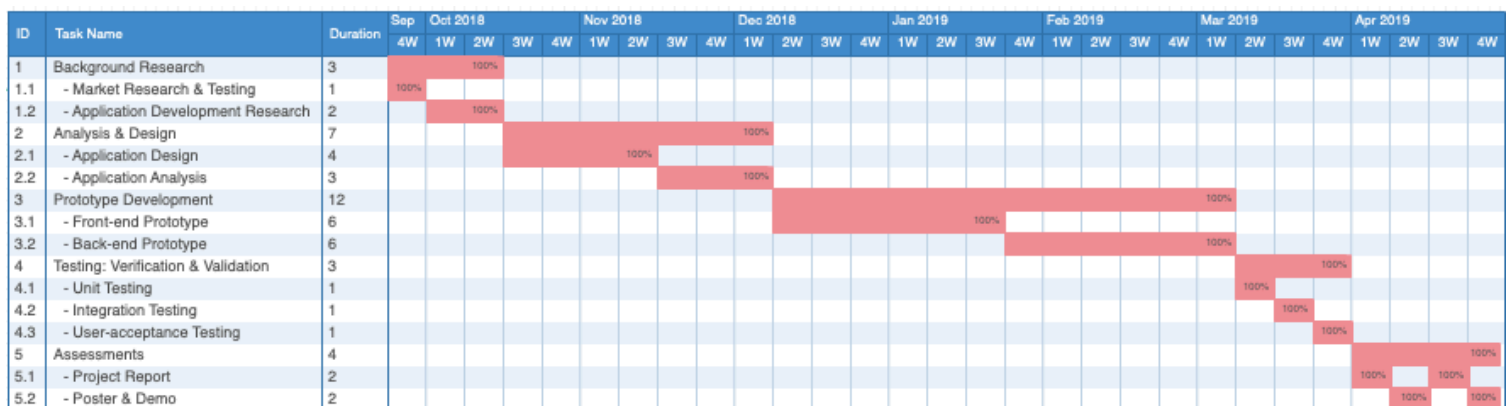 ID Task Name Duration Sep Oct 2018 Nov 2018 Dec 2018 Jan 2019 Feb 2019 Mar 2019 Apr 2019
4W 1W 2W 3W 4W 1W 2W 3W 4W 1W 2W 3W 4W 1W 2W 3W 4W 1W 2W 3W 4W 1W 2W 3W 4W 1W 2W 3W 4W
1 Background Research 3 100%
1.1 - Market Research & Testing 1 100%
1.2 - Application Development Research 2 100%
2 Analysis & Design 7 100%
2.1 - Application Design 4 100%
2.2 - Application Analysis 3 100%
3 Prototype Development 12 100%
3.1 - Front-end Prototype 6 100%
3.2 - Back-end Prototype 6 100%
4 Testing: Verification & Validation 3 100%
4.1 - Unit Testing 1 100%
4.2 - Integration Testing 1 100%
4.3 - User-acceptance Testing 1 100%
5 Assessments 4 100%
5.1 - Project Report 2 100% 100%
5.2 - Poster & Demo 2 100% 100%